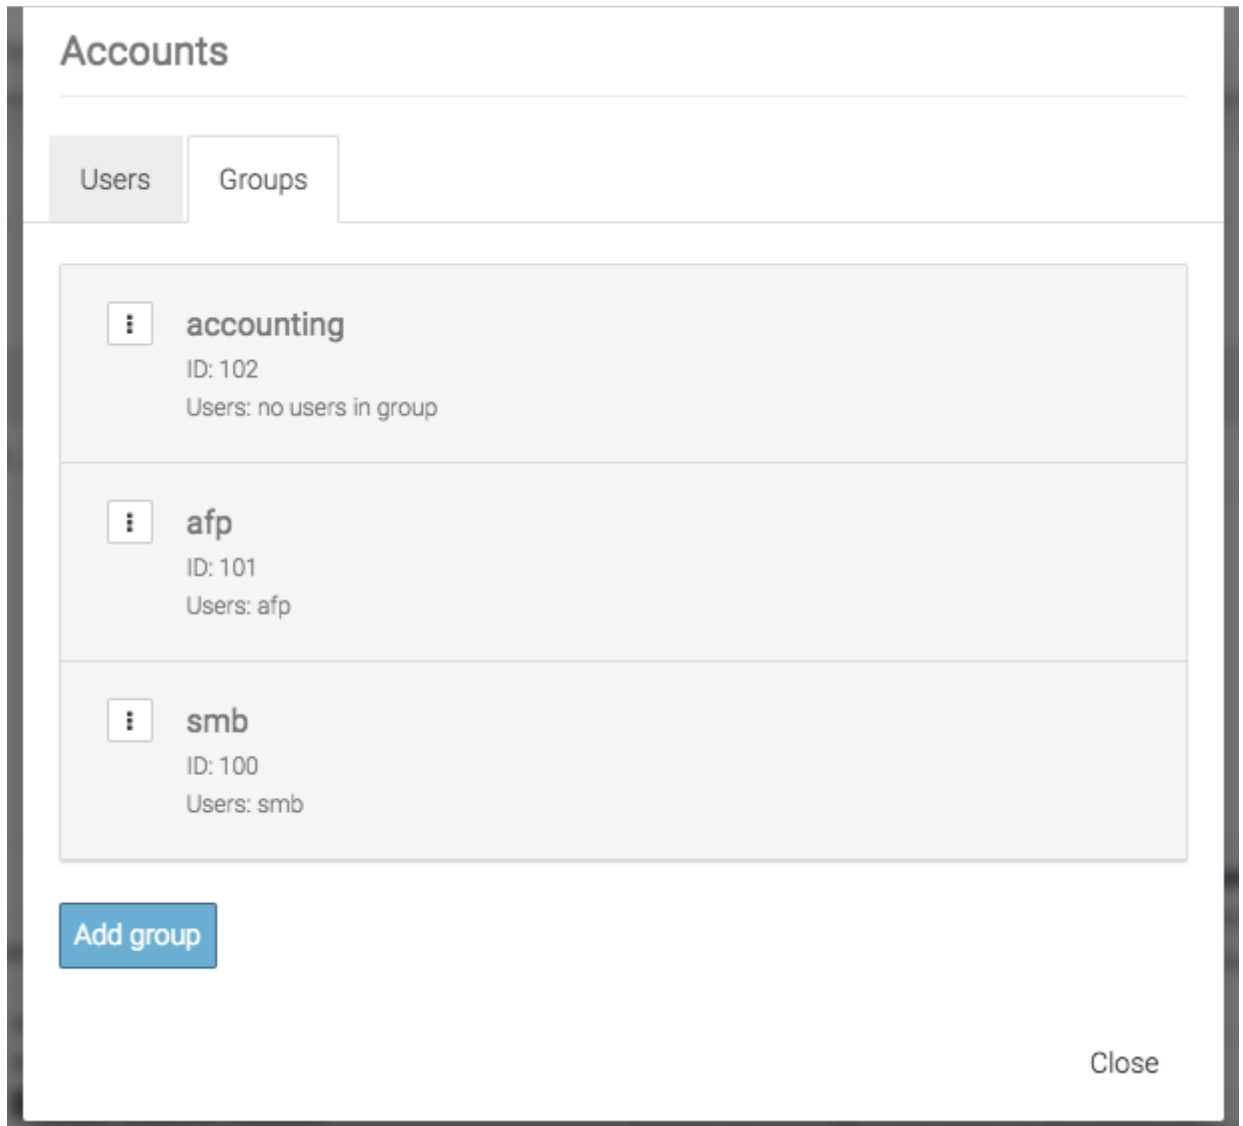 Accounts
Users
Groups
accounting
ID: 102
Users: no users in group
afp
ID: 101
Users: afp
smb
ID: 100
Users: smb
Add group
Close